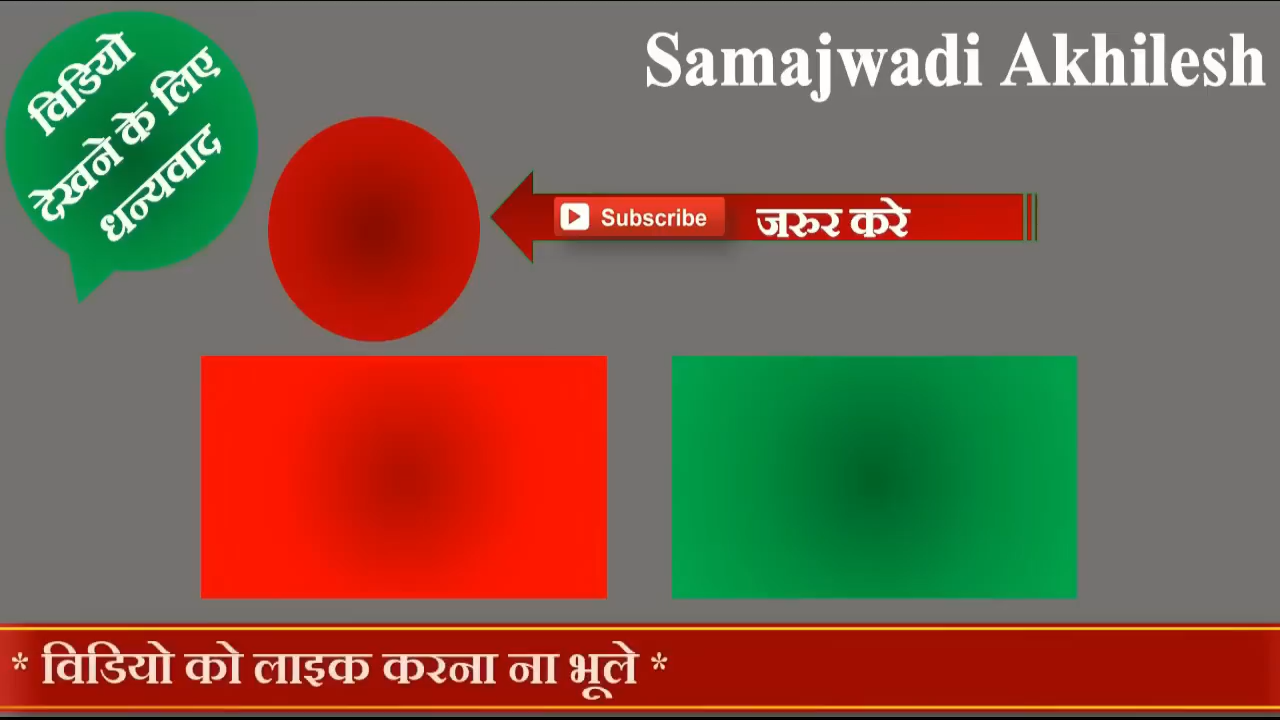 विडियो
देखने के लिए
धन्यवाद
Samajwadi Akhilesh
Subscribe जरुर करे
* विडियो को लाइक करना ना भूले *